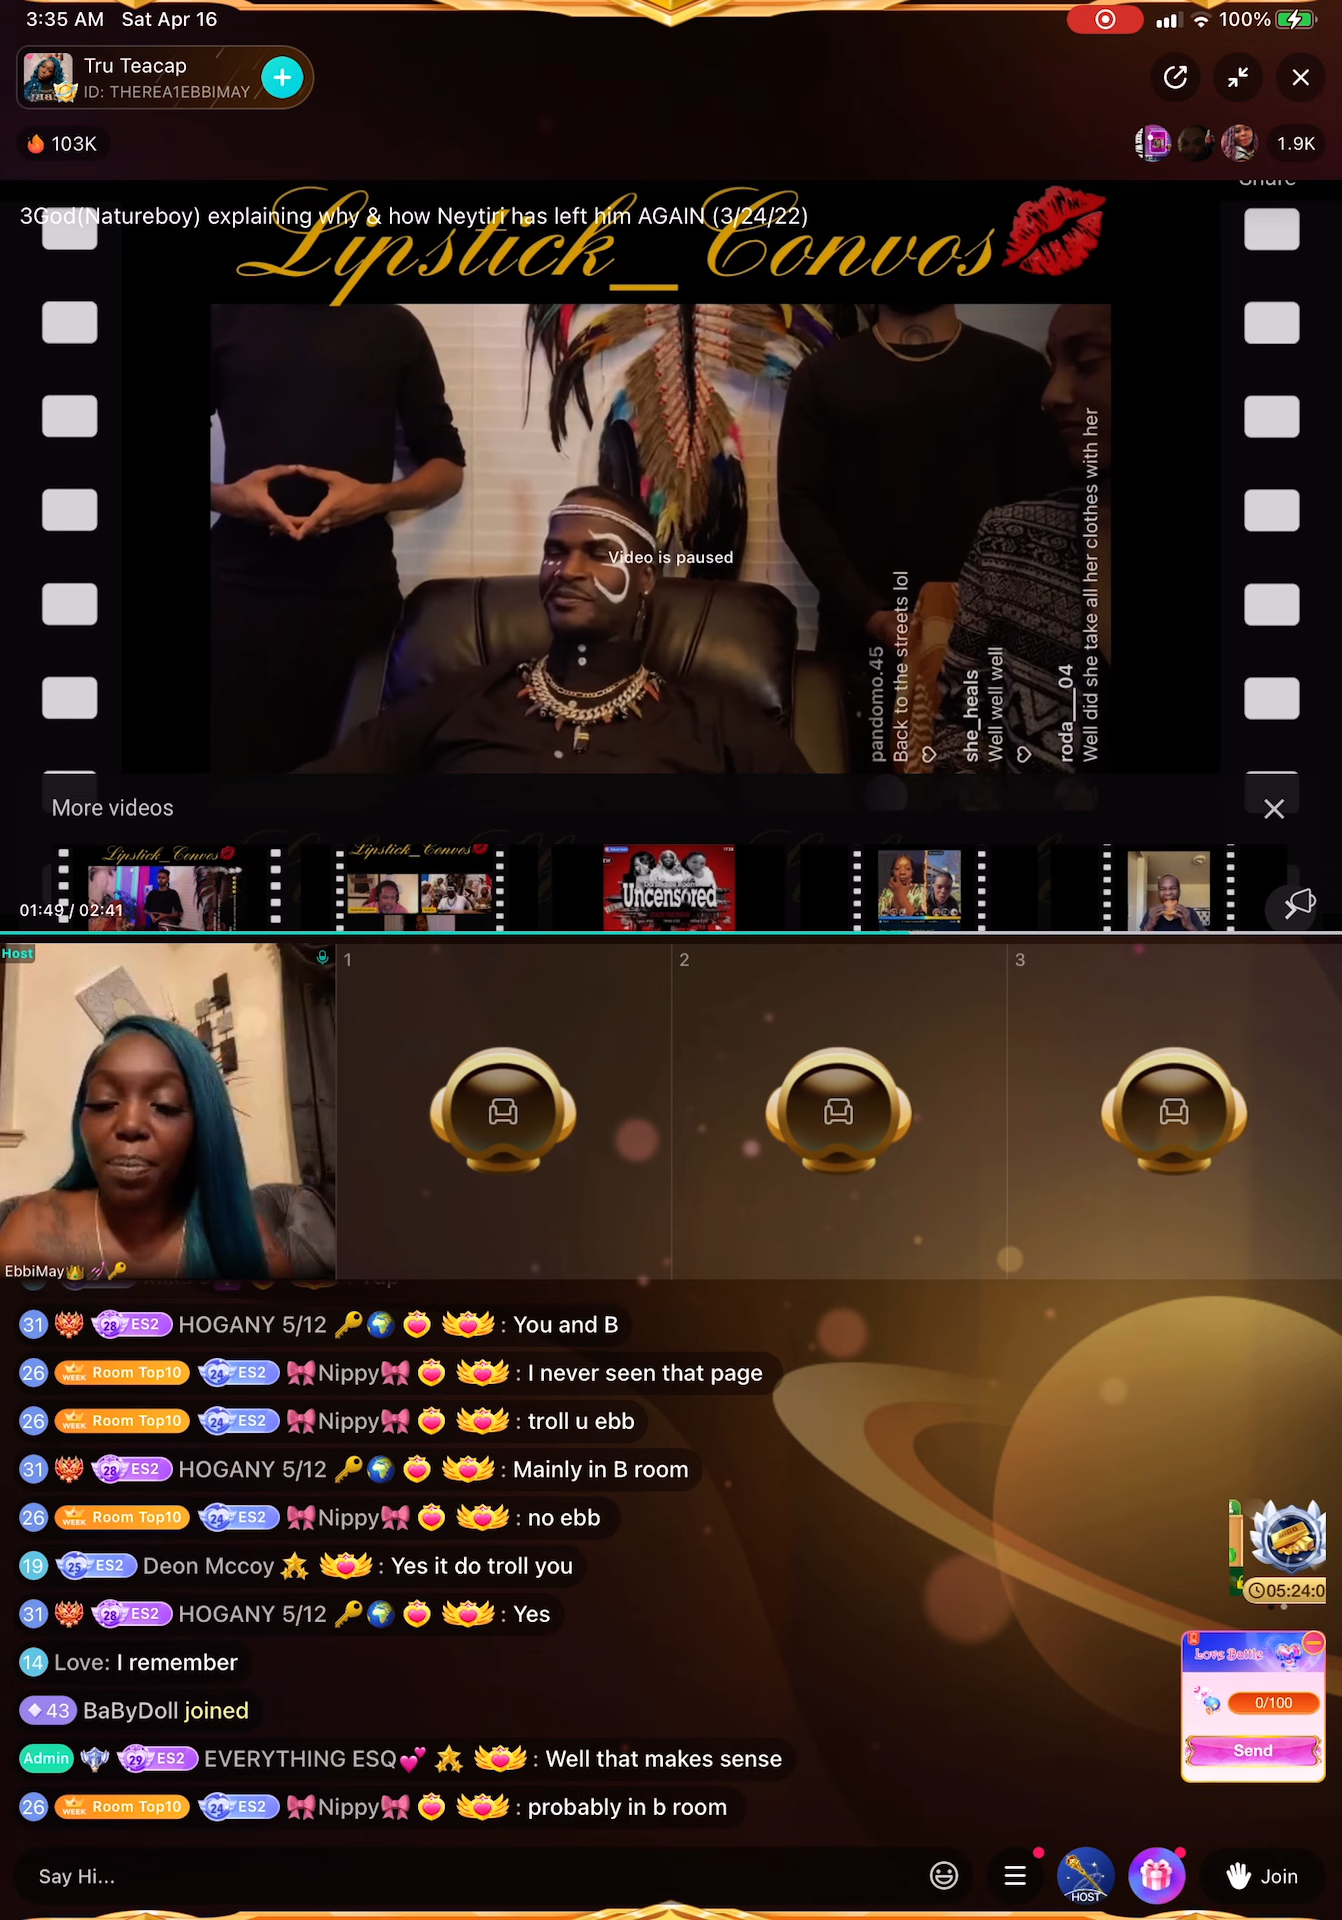 3:35 AM Sat Apr 16
100%
Tru Teacap
ID: THEREA1EBBIMAY
103K
1.9K
Share
3God(Natureboy) explaining why & how Neytiri has left him AGAIN (3/24/22)
Lipstick_Convos
Video is paused
pandomo.45
Back to the streets lol
she_heals
Well well well
roda___04
Well did she take all her clothes with her
More videos
Lipstick_Convos
Lipstick_Convos
Uncensored
01:49 / 02:41
Host
1
2
3
EbbiMay
31 28 ES2 HOGANY 5/12 🔑🌍 : You and B
26 WEEK Room Top10 24 ES2 🎀Nippy🎀 : I never seen that page
26 WEEK Room Top10 24 ES2 🎀Nippy🎀 : troll u ebb
31 28 ES2 HOGANY 5/12 🔑🌍 : Mainly in B room
26 WEEK Room Top10 24 ES2 🎀Nippy🎀 : no ebb
19 25 ES2 Deon Mccoy : Yes it do troll you
31 28 ES2 HOGANY 5/12 🔑🌍 : Yes
14 Love: I remember
43 BaByDoll joined
Admin 29 ES2 EVERYTHING ESQ💕 : Well that makes sense
26 WEEK Room Top10 24 ES2 🎀Nippy🎀 : probably in b room
05:24:0
Love Battle
0/100
Send
Say Hi...
HOST
Join